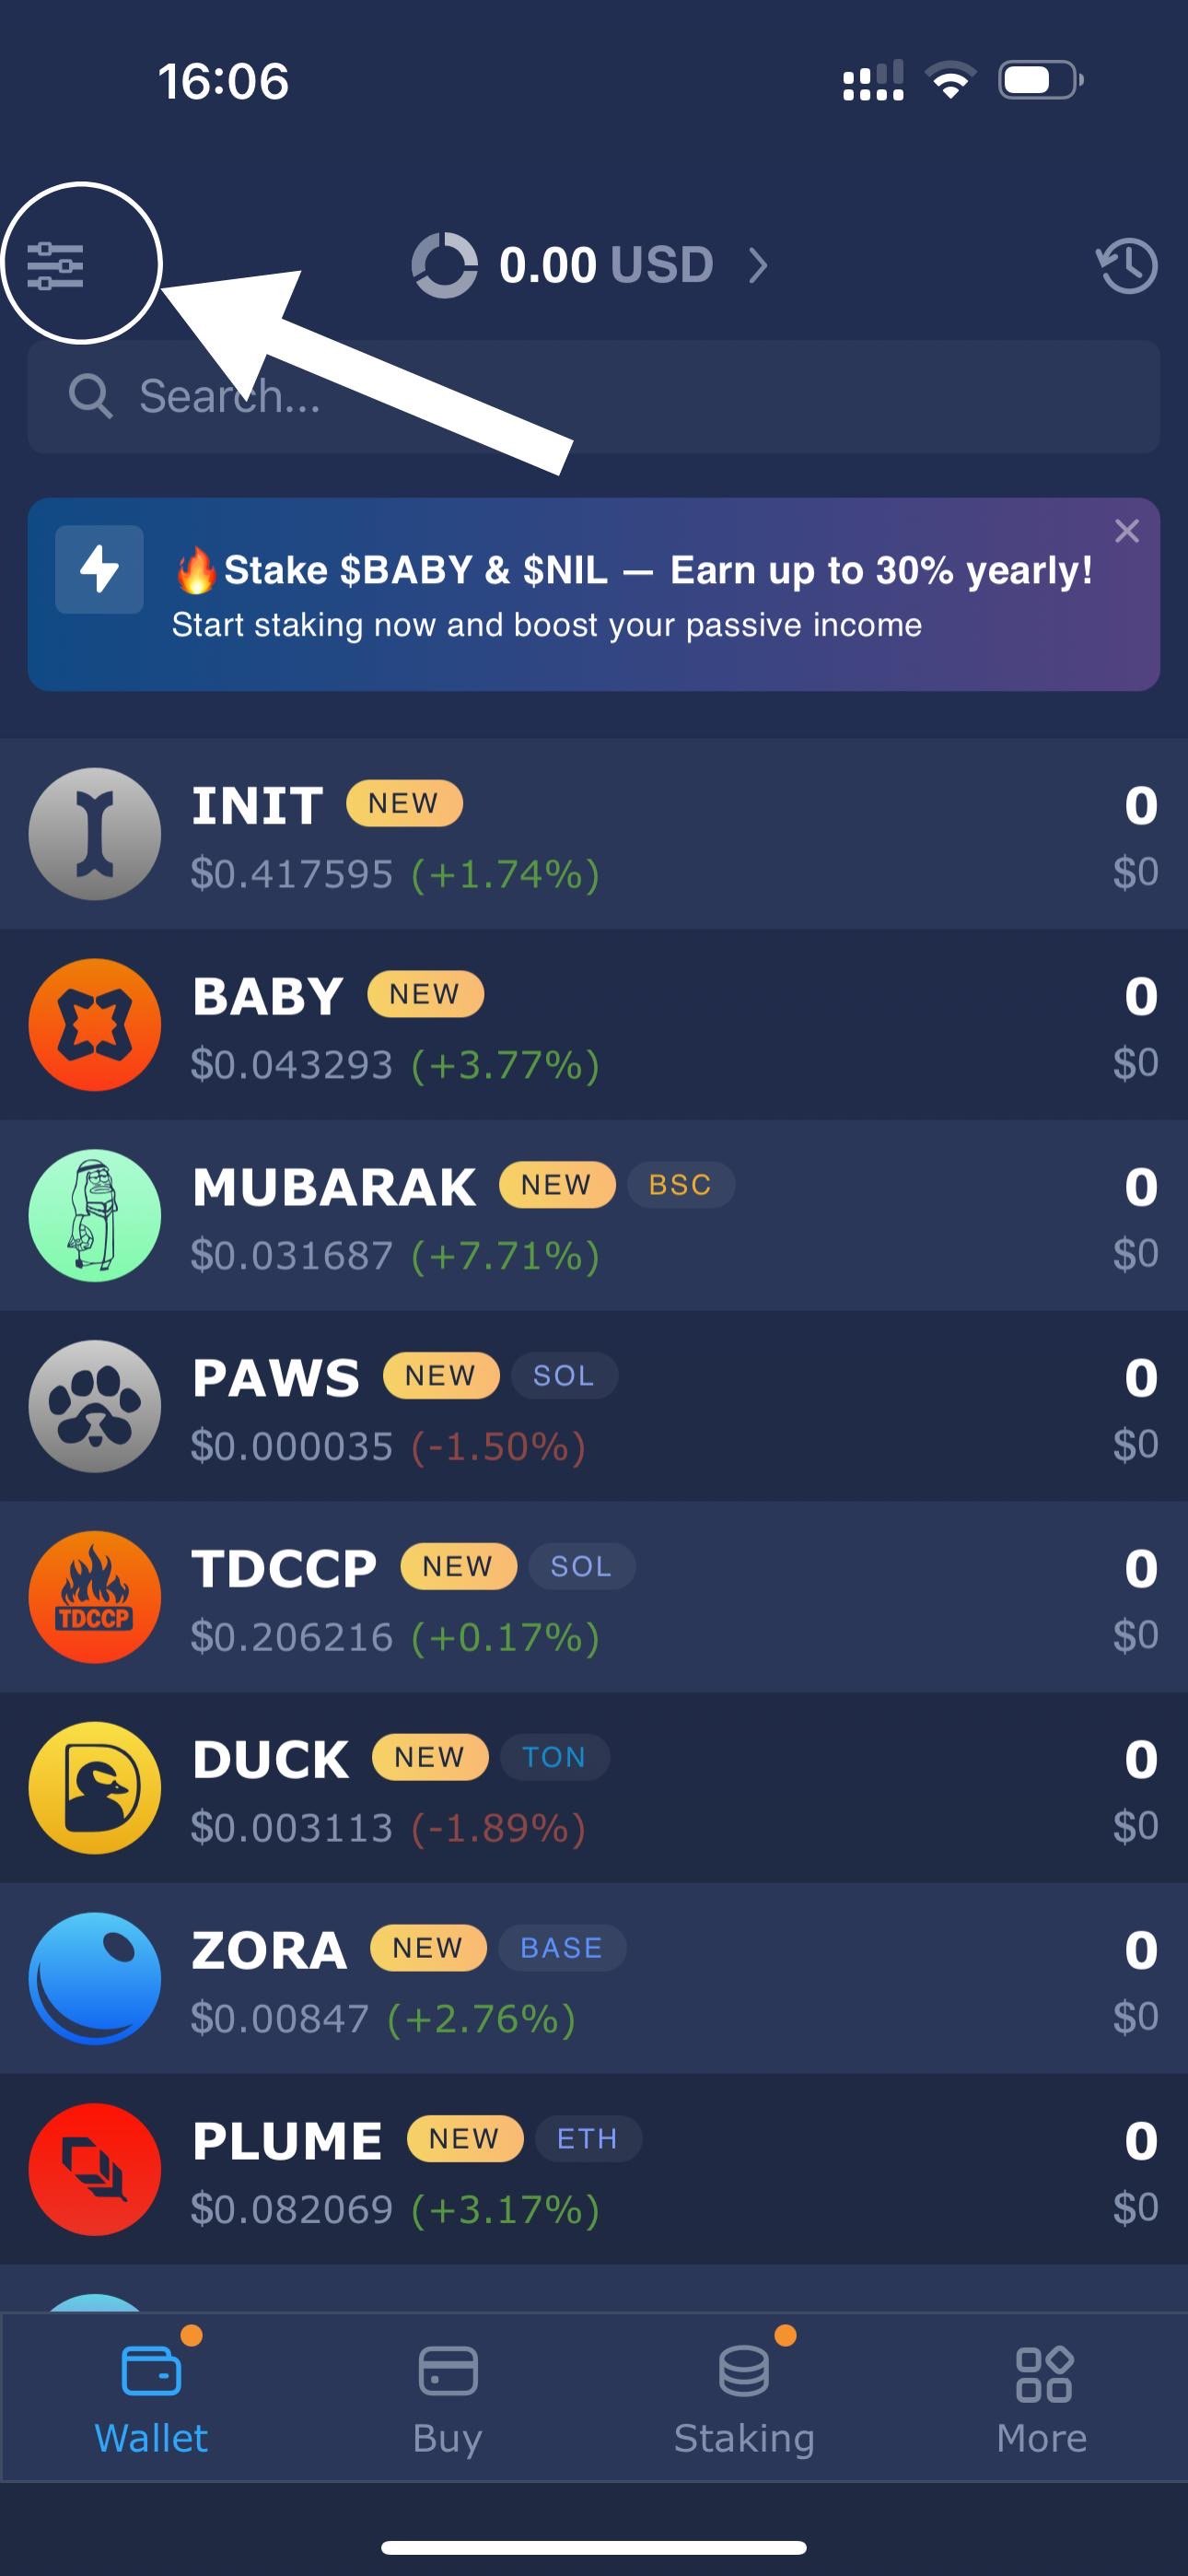 16:06
0.00 USD
Search...
🔥Stake $BABY & $NIL — Earn up to 30% yearly!
Start staking now and boost your passive income
INIT NEW 0
$0.417595 (+1.74%) $0
BABY NEW 0
$0.043293 (+3.77%) $0
MUBARAK NEW BSC 0
$0.031687 (+7.71%) $0
PAWS NEW SOL 0
$0.000035 (-1.50%) $0
TDCCP
TDCCP NEW SOL 0
$0.206216 (+0.17%) $0
DUCK NEW TON 0
$0.003113 (-1.89%) $0
ZORA NEW BASE 0
$0.00847 (+2.76%) $0
PLUME NEW ETH 0
$0.082069 (+3.17%) $0
Wallet Buy Staking More